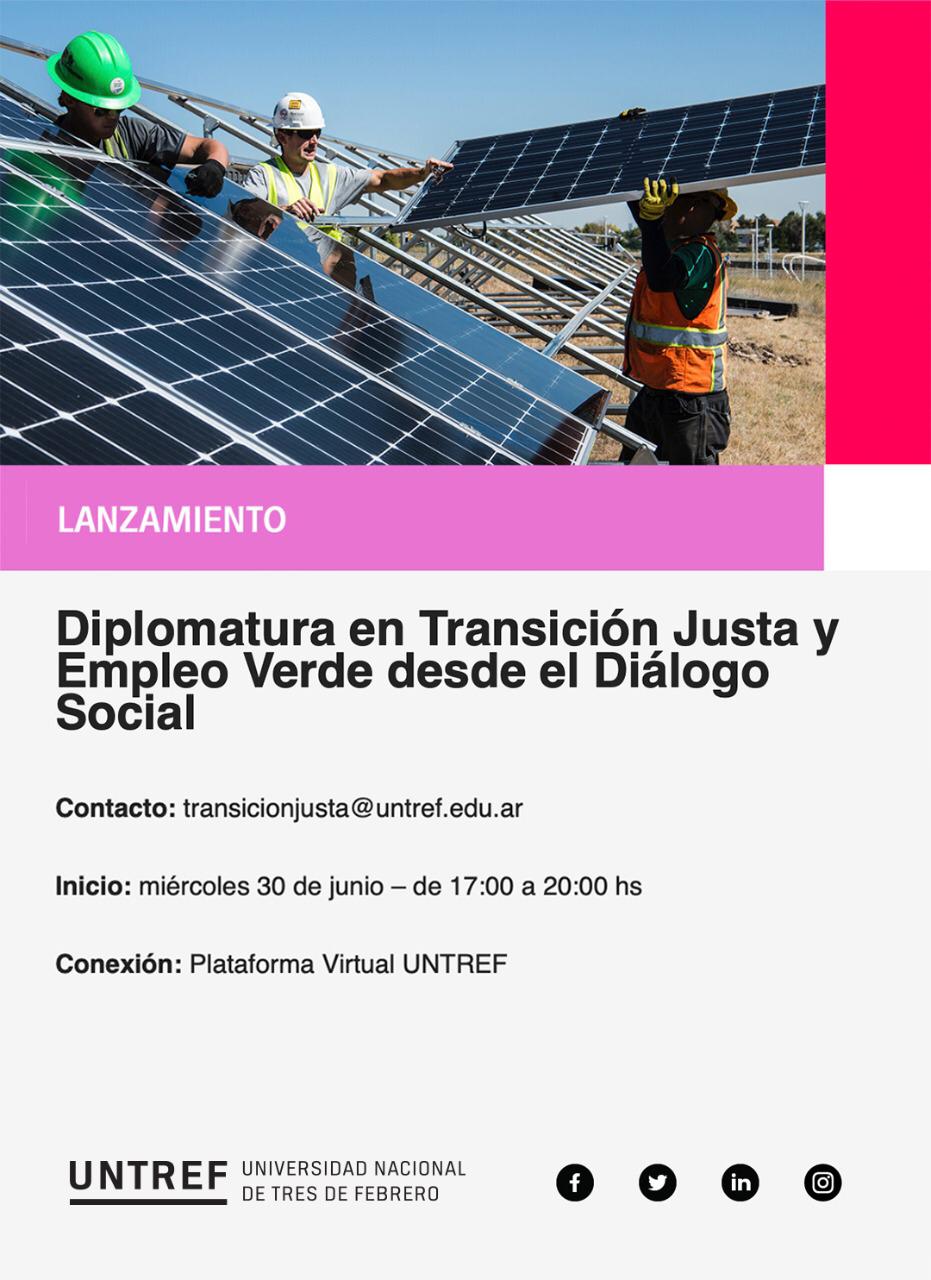 LANZAMIENTO
Diplomatura en Transición Justa y
Empleo Verde desde el Diálogo
Social
Contacto: transicionjusta@untref.edu.ar
Inicio: miércoles 30 de junio – de 17:00 a 20:00 hs
Conexión: Plataforma Virtual UNTREF
UNTREF
UNIVERSIDAD NACIONAL
DE TRES DE FEBRERO